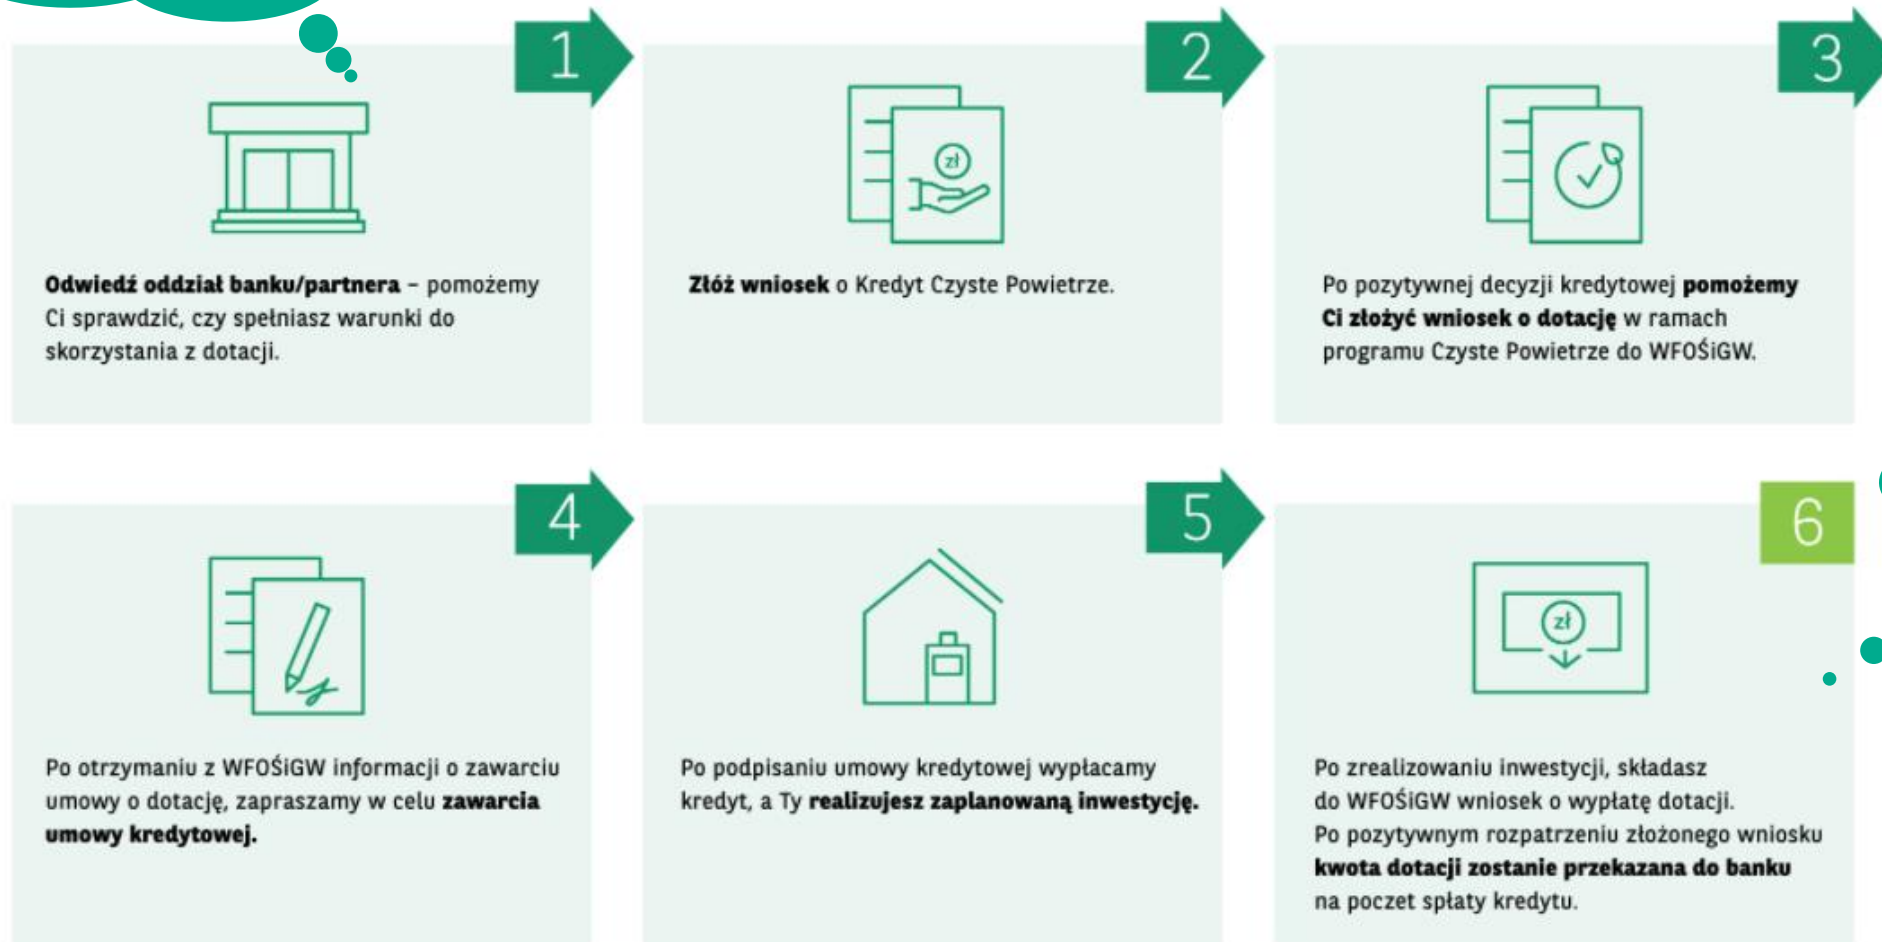 1
Odwiedź oddział banku/partnera – pomożemy
Ci sprawdzić, czy spełniasz warunki do
skorzystania z dotacji.
2
zł
Złóż wniosek o Kredyt Czyste Powietrze.
3
Po pozytywnej decyzji kredytowej pomożemy
Ci złożyć wniosek o dotację w ramach
programu Czyste Powietrze do WFOŚiGW.
4
Po otrzymaniu z WFOŚiGW informacji o zawarciu
umowy o dotację, zapraszamy w celu zawarcia
umowy kredytowej.
5
Po podpisaniu umowy kredytowej wypłacamy
kredyt, a Ty realizujesz zaplanowaną inwestycję.
6
zł
Po zrealizowaniu inwestycji, składasz
do WFOŚiGW wniosek o wypłatę dotacji.
Po pozytywnym rozpatrzeniu złożonego wniosku
kwota dotacji zostanie przekazana do banku
na poczet spłaty kredytu.